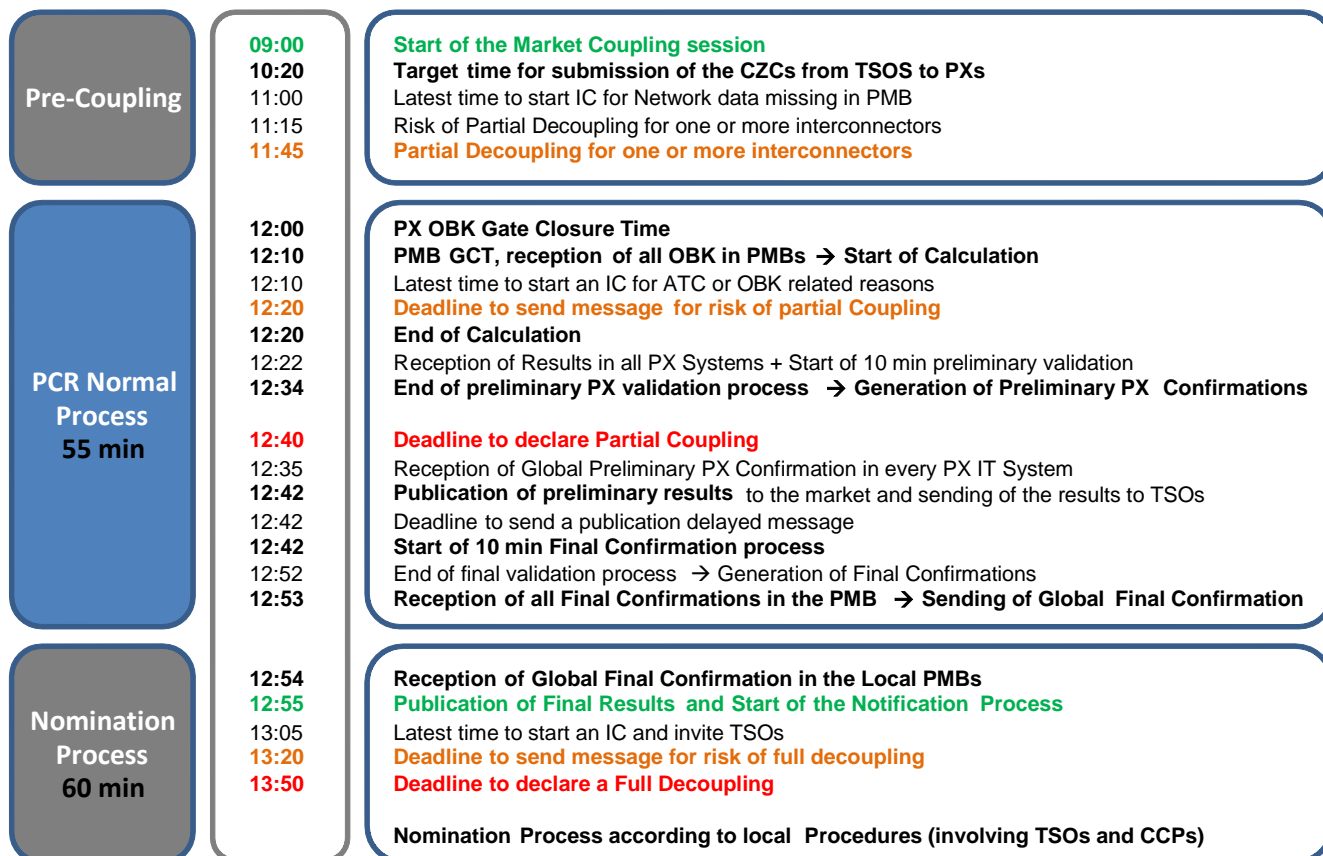 Pre-Coupling
09:00 Start of the Market Coupling session
10:20 Target time for submission of the CZCs from TSOS to PXs
11:00 Latest time to start IC for Network data missing in PMB
11:15 Risk of Partial Decoupling for one or more interconnectors
11:45 Partial Decoupling for one or more interconnectors
PCR Normal
Process
55 min
12:00 PX OBK Gate Closure Time
12:10 PMB GCT, reception of all OBK in PMBs → Start of Calculation
12:10 Latest time to start an IC for ATC or OBK related reasons
12:20 Deadline to send message for risk of partial Coupling
12:20 End of Calculation
12:22 Reception of Results in all PX Systems + Start of 10 min preliminary validation
12:34 End of preliminary PX validation process → Generation of Preliminary PX Confirmations
12:40 Deadline to declare Partial Coupling
12:35 Reception of Global Preliminary PX Confirmation in every PX IT System
12:42 Publication of preliminary results to the market and sending of the results to TSOs
12:42 Deadline to send a publication delayed message
12:42 Start of 10 min Final Confirmation process
12:52 End of final validation process → Generation of Final Confirmations
12:53 Reception of all Final Confirmations in the PMB → Sending of Global Final Confirmation
Nomination
Process
60 min
12:54 Reception of Global Final Confirmation in the Local PMBs
12:55 Publication of Final Results and Start of the Notification Process
13:05 Latest time to start an IC and invite TSOs
13:20 Deadline to send message for risk of full decoupling
13:50 Deadline to declare a Full Decoupling
Nomination Process according to local Procedures (involving TSOs and CCPs)